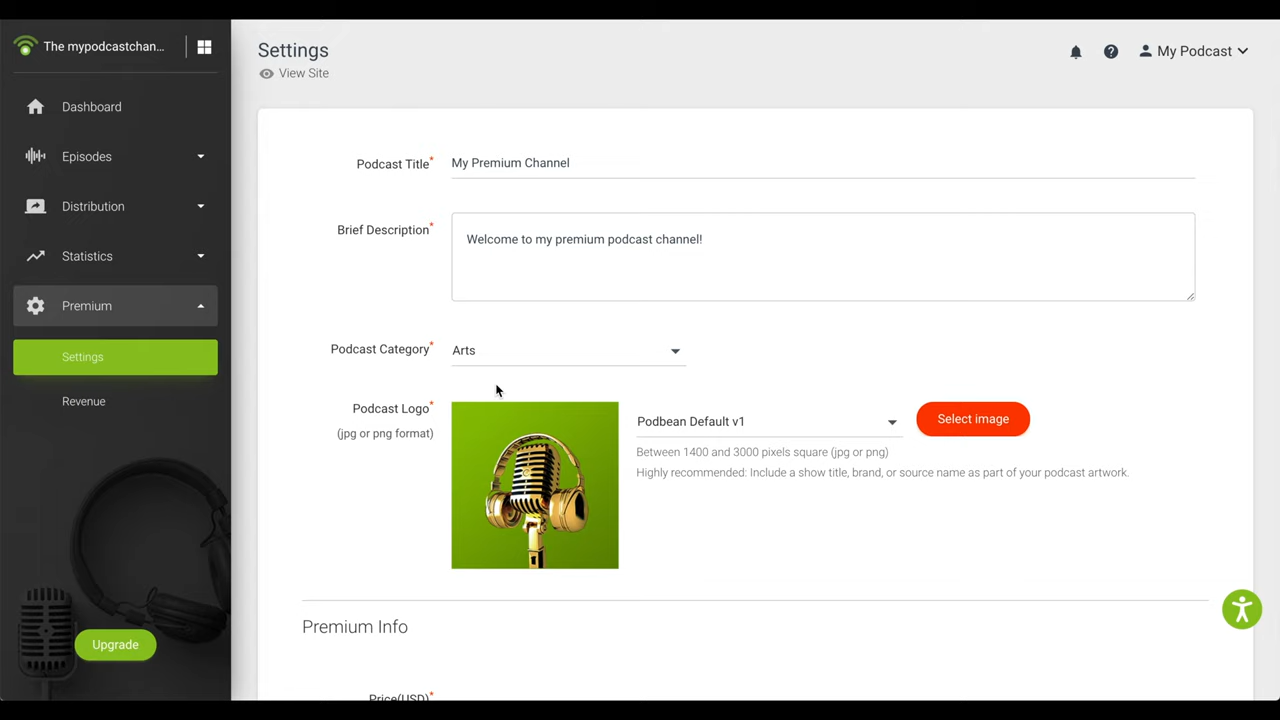 The mypodcastchan...
Dashboard
Episodes
Distribution
Statistics
Premium
Settings
Revenue
Upgrade
Settings
View Site
My Podcast
Podcast Title*
My Premium Channel
Brief Description*
Welcome to my premium podcast channel!
Podcast Category*
Arts
Podcast Logo*
(jpg or png format)
Podbean Default v1
Select image
Between 1400 and 3000 pixels square (jpg or png)
Highly recommended: Include a show title, brand, or source name as part of your podcast artwork.
Premium Info
Price(USD)*